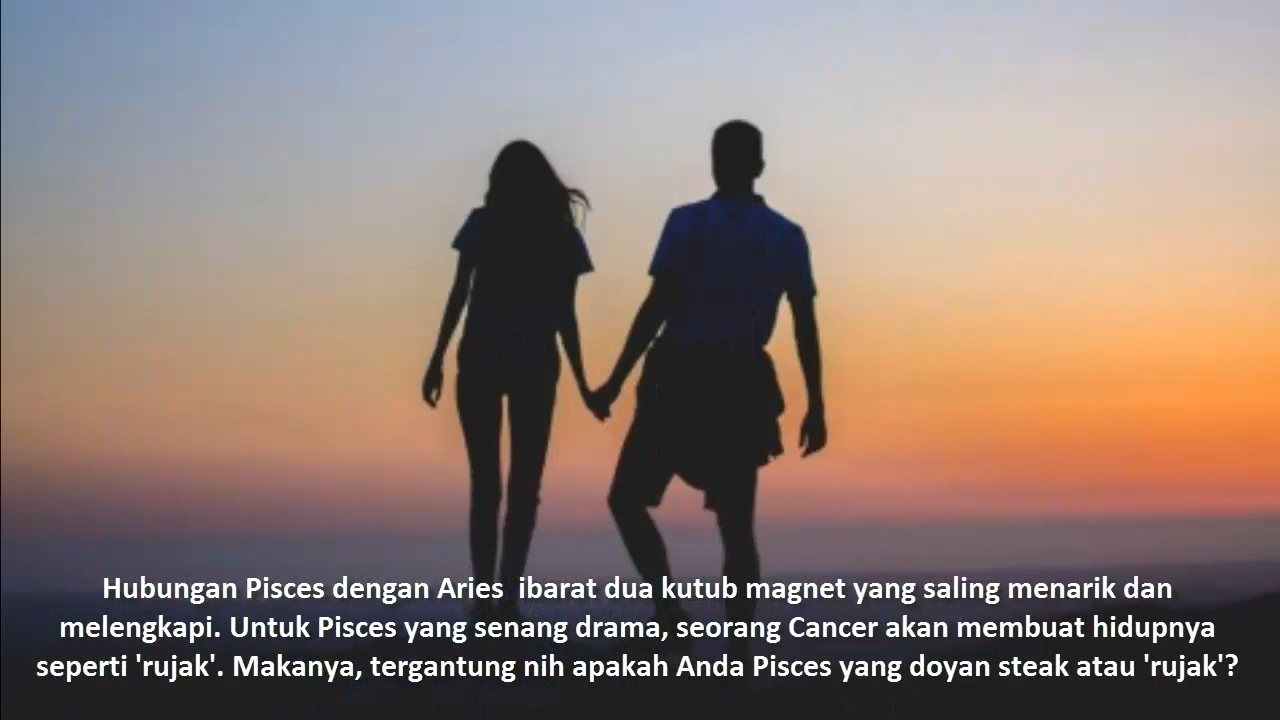 Hubungan Pisces dengan Aries  ibarat dua kutub magnet yang saling menarik dan
melengkapi. Untuk Pisces yang senang drama, seorang Cancer akan membuat hidupnya
seperti 'rujak'. Makanya, tergantung nih apakah Anda Pisces yang doyan steak atau 'rujak'?